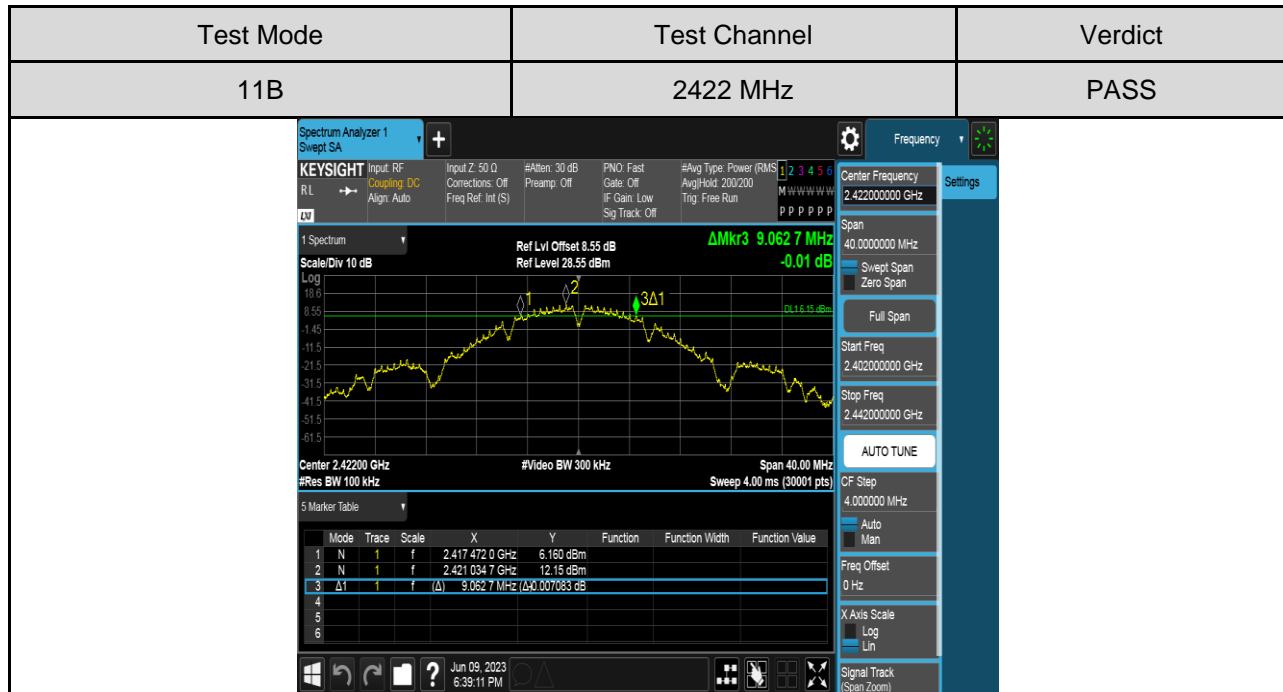 Test Mode Test Channel Verdict
11B 2422 MHz PASS
Spectrum Analyzer 1
Swept SA
+
Frequency
KEYSIGHT Input: RF Input Z: 50 Ω #Atten: 30 dB PNO: Fast #Avg Type: Power (RMS 1 2 3 4 5 6
RL Coupling: DC Corrections: Off Preamp: Off Gate: Off Avg|Hold: 200/200 M W W W W W
Align: Auto Freq Ref: Int (S) IF Gain: Low Trig: Free Run
LXI Sig Track: Off P P P P P P
Center Frequency
2.422000000 GHz
Settings
1 Spectrum
Ref Lvl Offset 8.55 dB ΔMkr3 9.062 7 MHz
Scale/Div 10 dB Ref Level 28.55 dBm -0.01 dB
Log
18.6
8.55
-1.45
-11.5
-21.5
-31.5
-41.5
-51.5
-61.5
1
2
3Δ1
DL1 6.15 dBm
Center 2.42200 GHz #Video BW 300 kHz Span 40.00 MHz
#Res BW 100 kHz Sweep 4.00 ms (30001 pts)
Span
40.0000000 MHz
Swept Span
Zero Span
Full Span
Start Freq
2.402000000 GHz
Stop Freq
2.442000000 GHz
AUTO TUNE
CF Step
4.000000 MHz
Auto
Man
Freq Offset
0 Hz
X Axis Scale
Log
Lin
Signal Track
(Span Zoom)
5 Marker Table
Mode Trace Scale X Y Function Function Width Function Value
1 N 1 f 2.417 472 0 GHz 6.160 dBm
2 N 1 f 2.421 034 7 GHz 12.15 dBm
3 Δ1 1 f (Δ) 9.062 7 MHz (Δ) -0.007083 dB
4
5
6
? Jun 09, 2023
6:39:11 PM